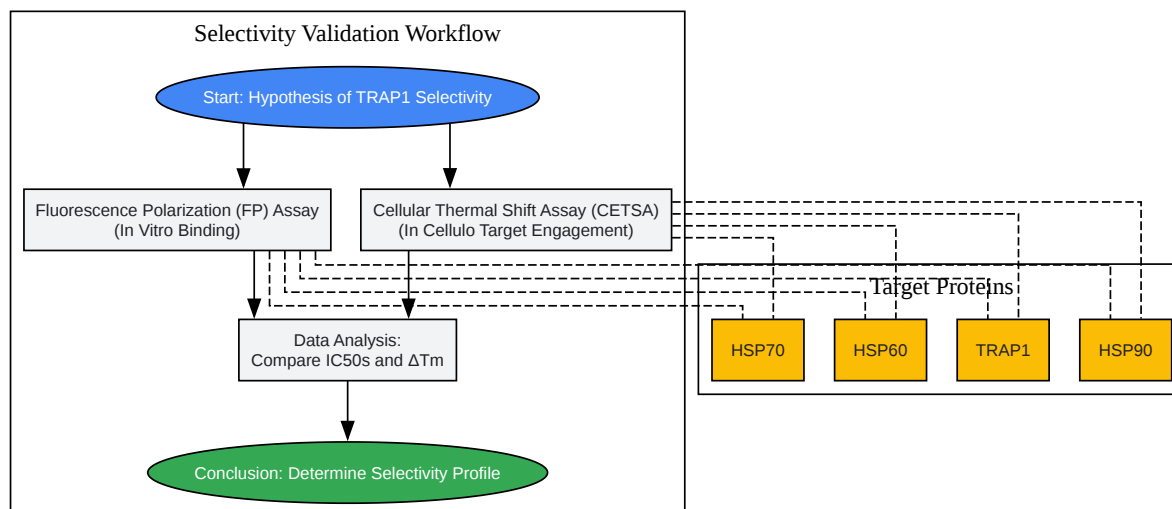 Selectivity Validation Workflow
Start: Hypothesis of TRAP1 Selectivity
Fluorescence Polarization (FP) Assay
(In Vitro Binding)
Cellular Thermal Shift Assay (CETSA)
(In Cellulo Target Engagement)
Data Analysis:
Compare IC50s and ΔTm
Conclusion: Determine Selectivity Profile
Target Proteins
HSP70
HSP60
TRAP1
HSP90